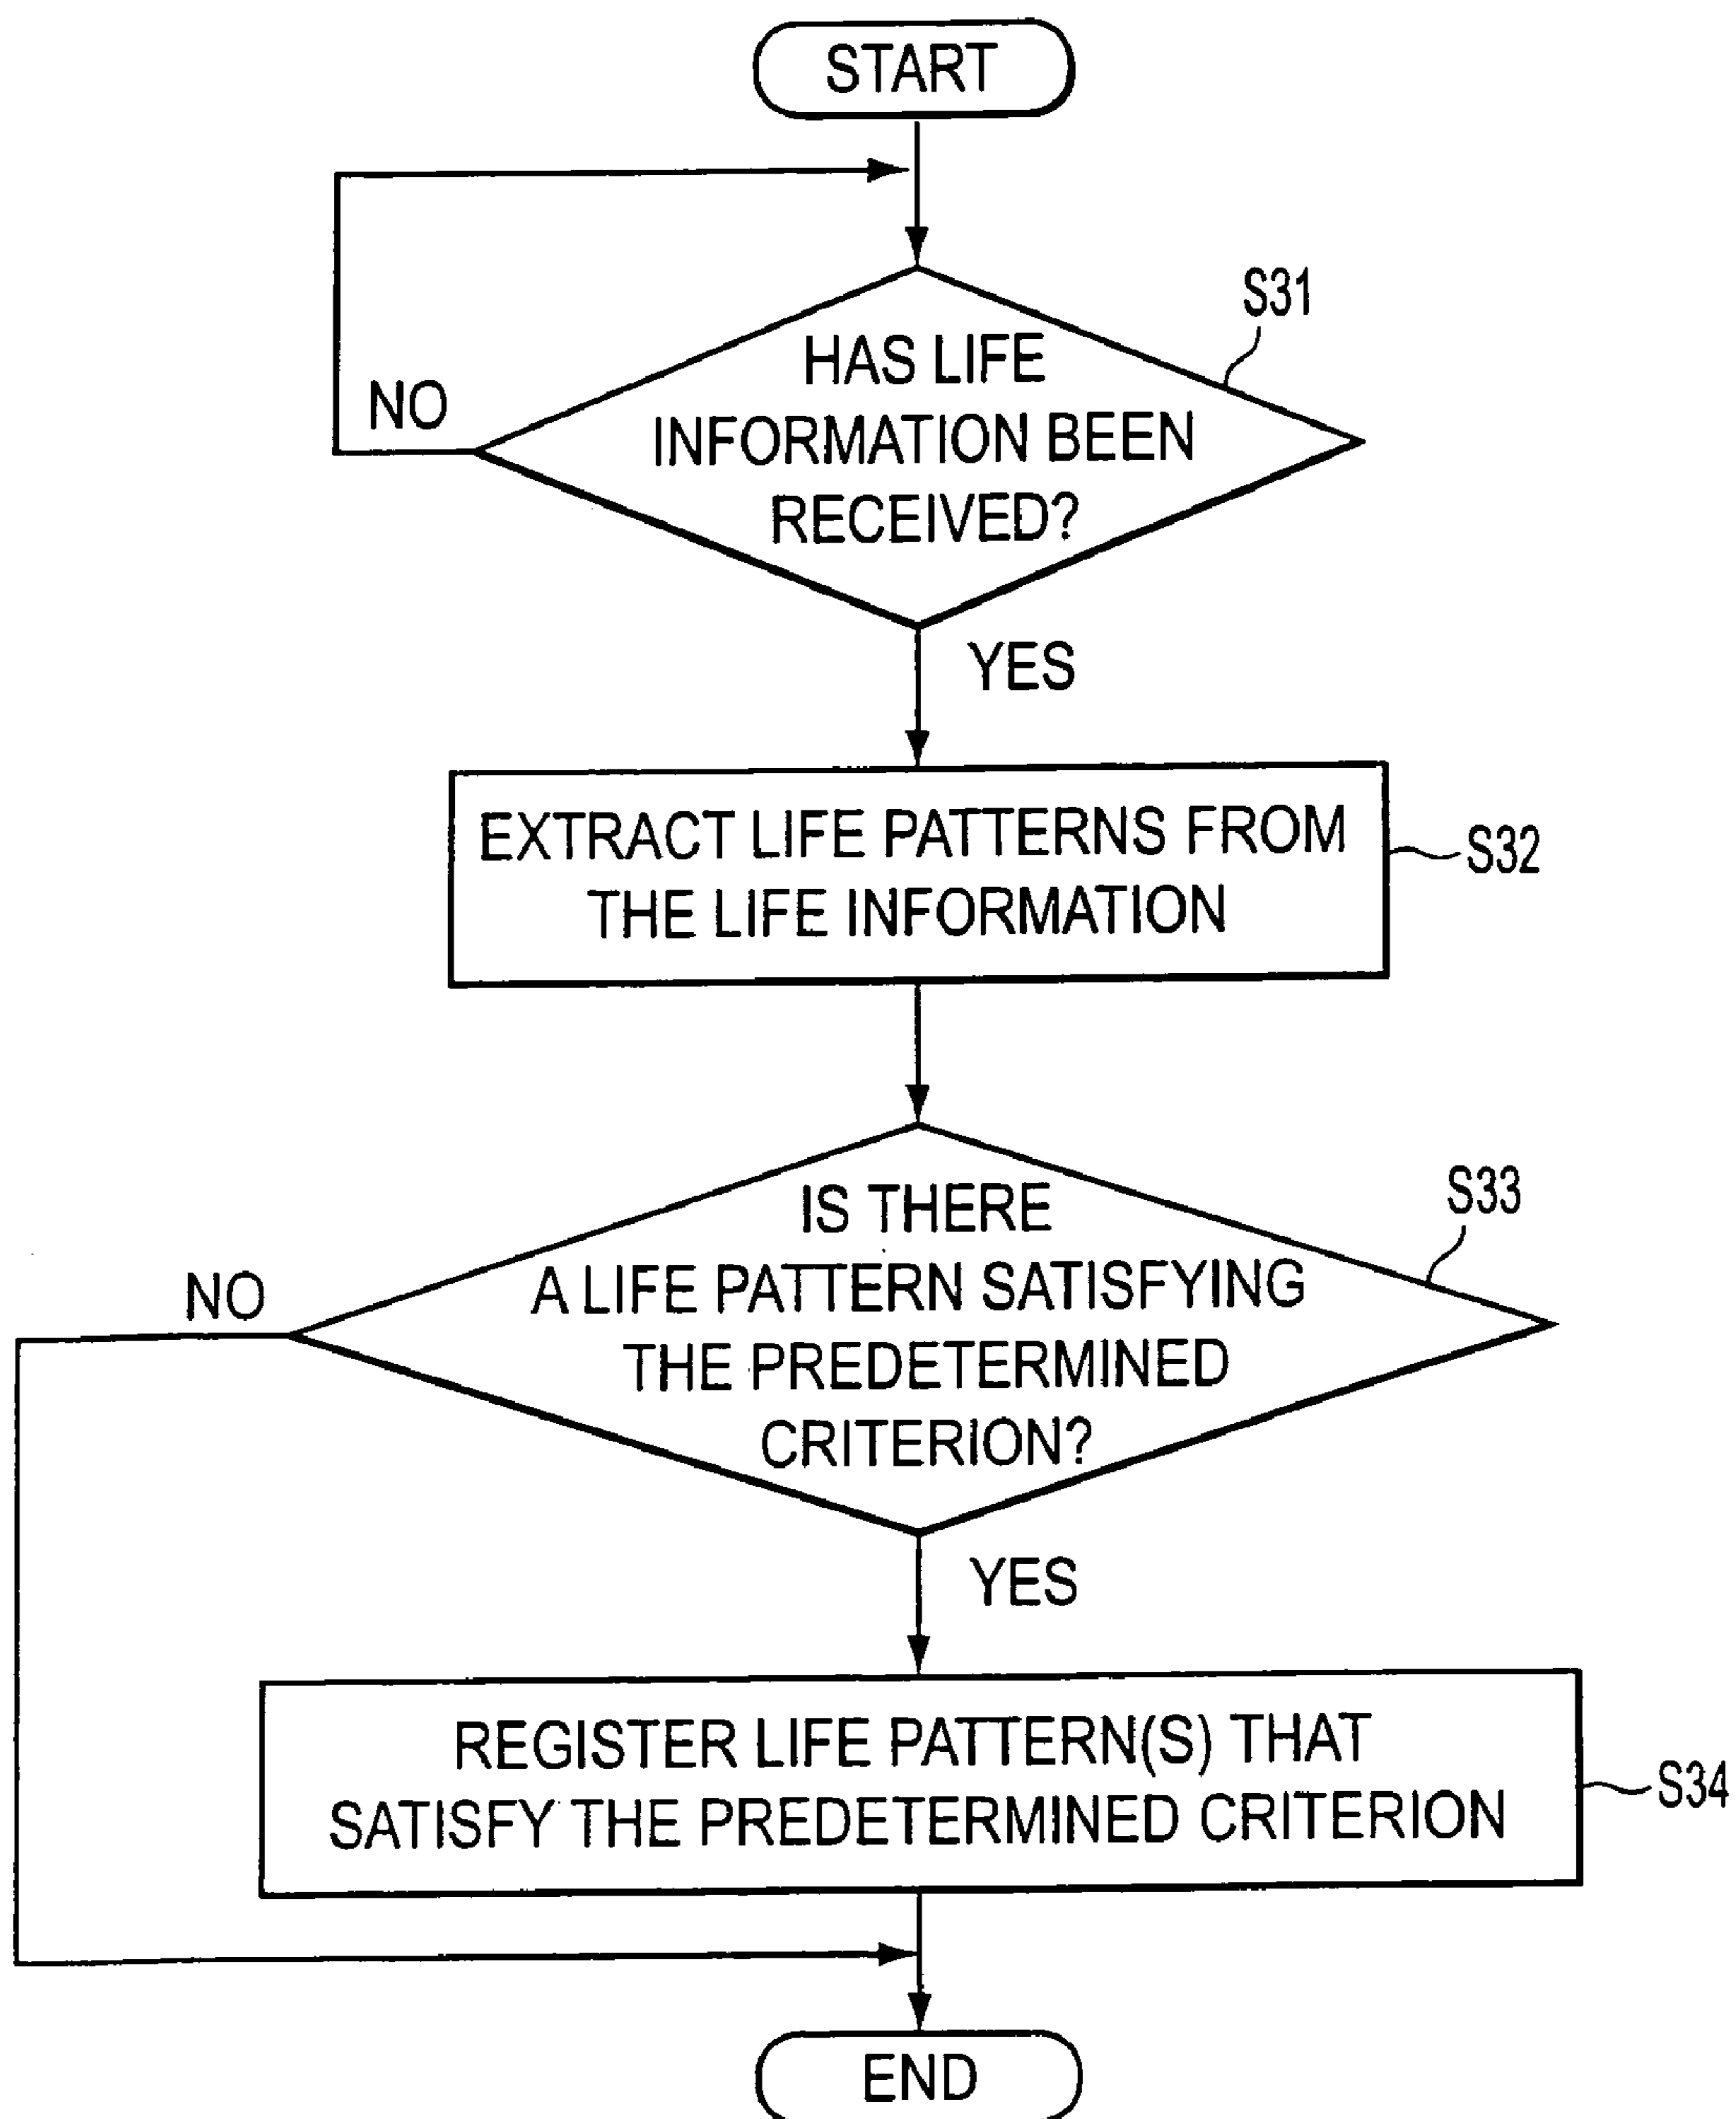 START
S31
HAS LIFE
INFORMATION BEEN
RECEIVED?
NO
YES
EXTRACT LIFE PATTERNS FROM
THE LIFE INFORMATION
S32
S33
IS THERE
A LIFE PATTERN SATISFYING
THE PREDETERMINED
CRITERION?
NO
YES
REGISTER LIFE PATTERN(S) THAT
SATISFY THE PREDETERMINED CRITERION
S34
END